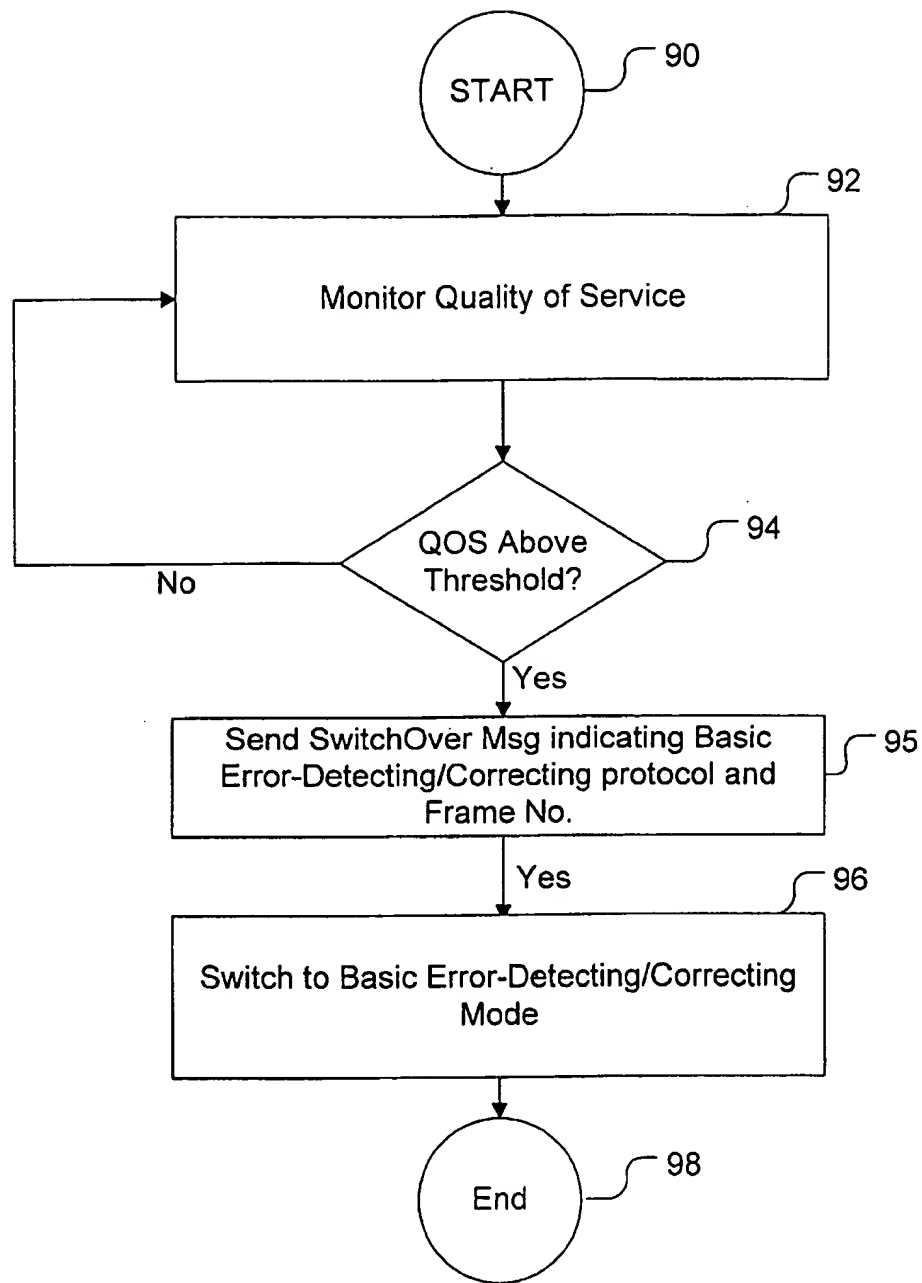 START
90
92
Monitor Quality of Service
QOS Above
Threshold?
94
No
Yes
Send SwitchOver Msg indicating Basic
Error-Detecting/Correcting protocol and
Frame No.
95
Yes
96
Switch to Basic Error-Detecting/Correcting
Mode
End
98